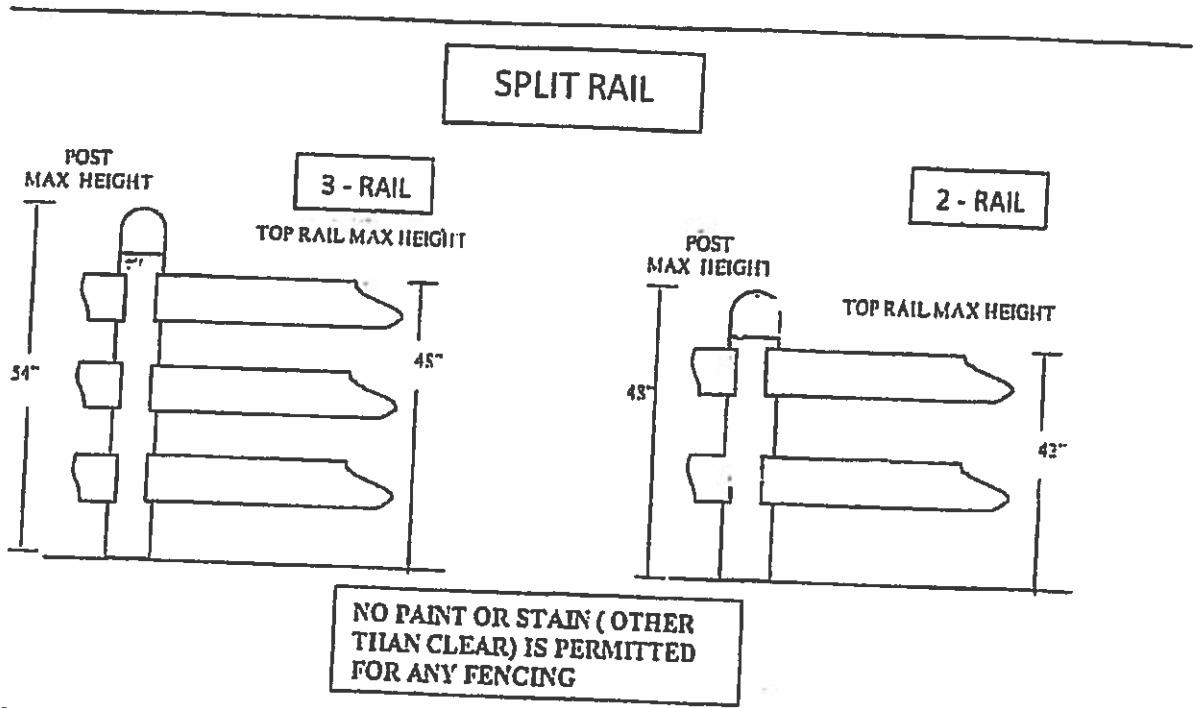 SPLIT RAIL
POST
MAX HEIGHT
3 - RAIL
TOP RAIL MAX HEIGHT
54"
2 - RAIL
POST
MAX HEIGHT
TOP RAIL MAX HEIGHT
48"
42"
NO PAINT OR STAIN ( OTHER
THAN CLEAR) IS PERMITTED
FOR ANY FENCING